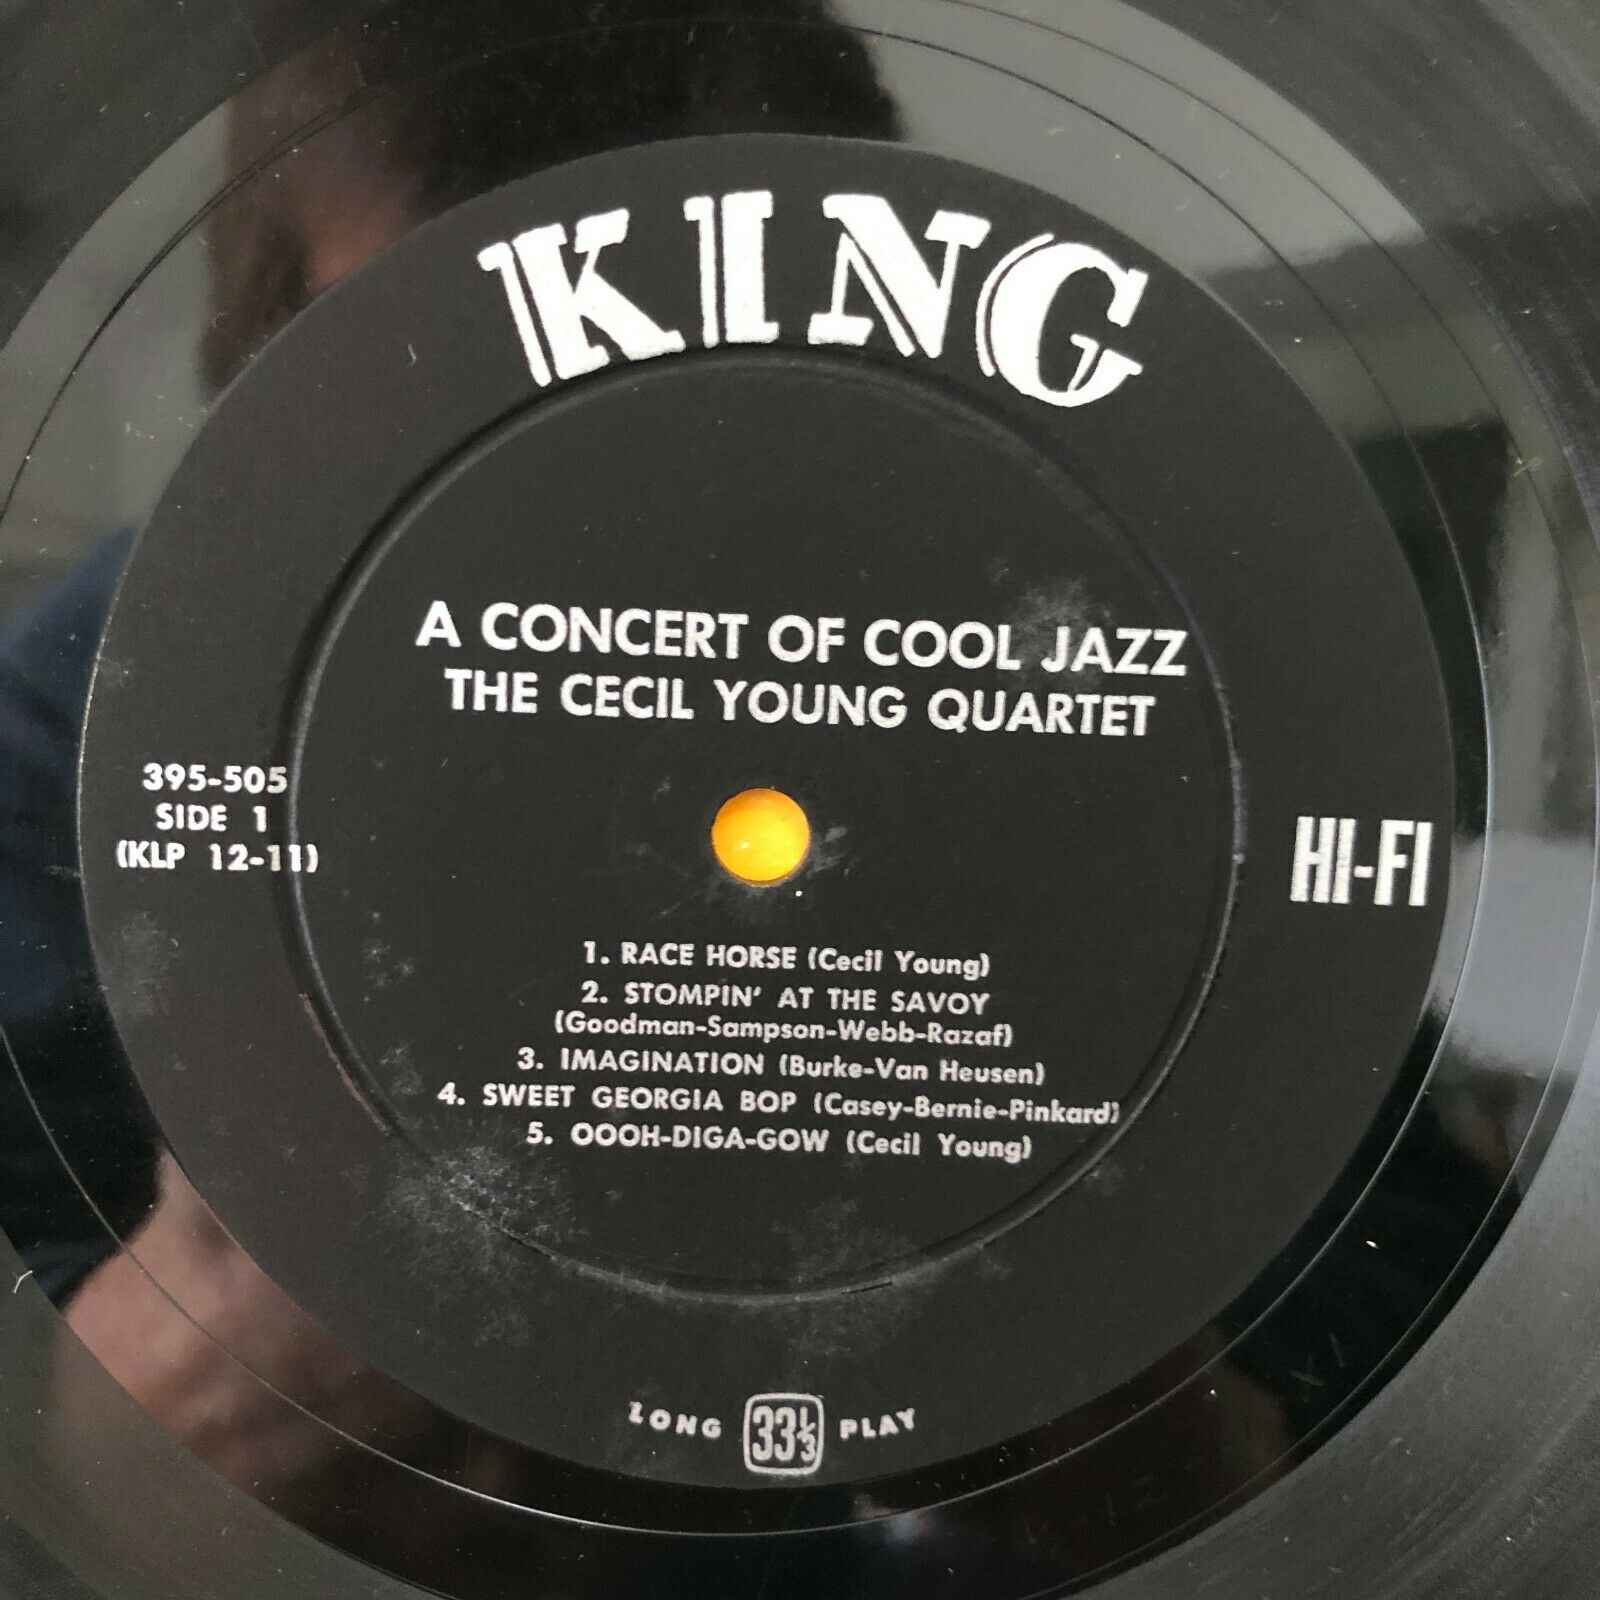 KING
A CONCERT OF COOL JAZZ
THE CECIL YOUNG QUARTET
395-505
SIDE 1
(KLP 12-11)
HI-FI
1. RACE HORSE (Cecil Young)
2. STOMPIN' AT THE SAVOY
(Goodman-Sampson-Webb-Razaf)
3. IMAGINATION (Burke-Van Heusen)
4. SWEET GEORGIA BOP (Casey-Bernie-Pinkard)
5. OOOH-DIGA-GOW (Cecil Young)
LONG 33⅓ PLAY